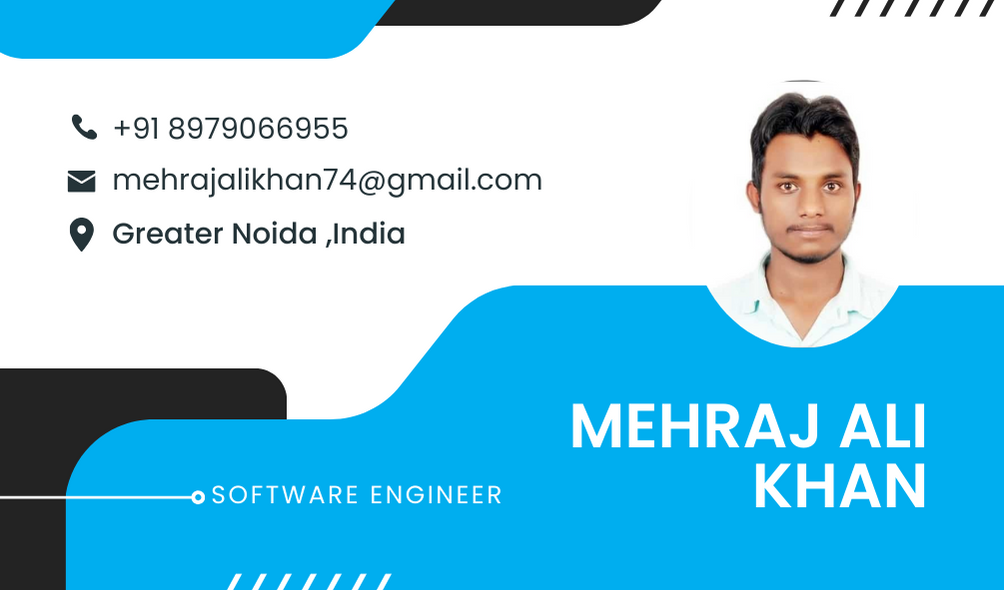 +91 8979066955
mehrajalikhan74@gmail.com
Greater Noida ,India
MEHRAJ ALI
KHAN
SOFTWARE ENGINEER